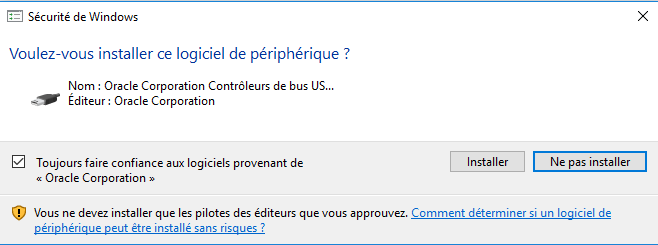 Sécurité de Windows
Voulez-vous installer ce logiciel de périphérique ?
Nom : Oracle Corporation Contrôleurs de bus US...
Éditeur : Oracle Corporation
Toujours faire confiance aux logiciels provenant de
« Oracle Corporation »
Installer
Ne pas installer
Vous ne devez installer que les pilotes des éditeurs que vous approuvez. Comment déterminer si un logiciel de
périphérique peut être installé sans risques ?